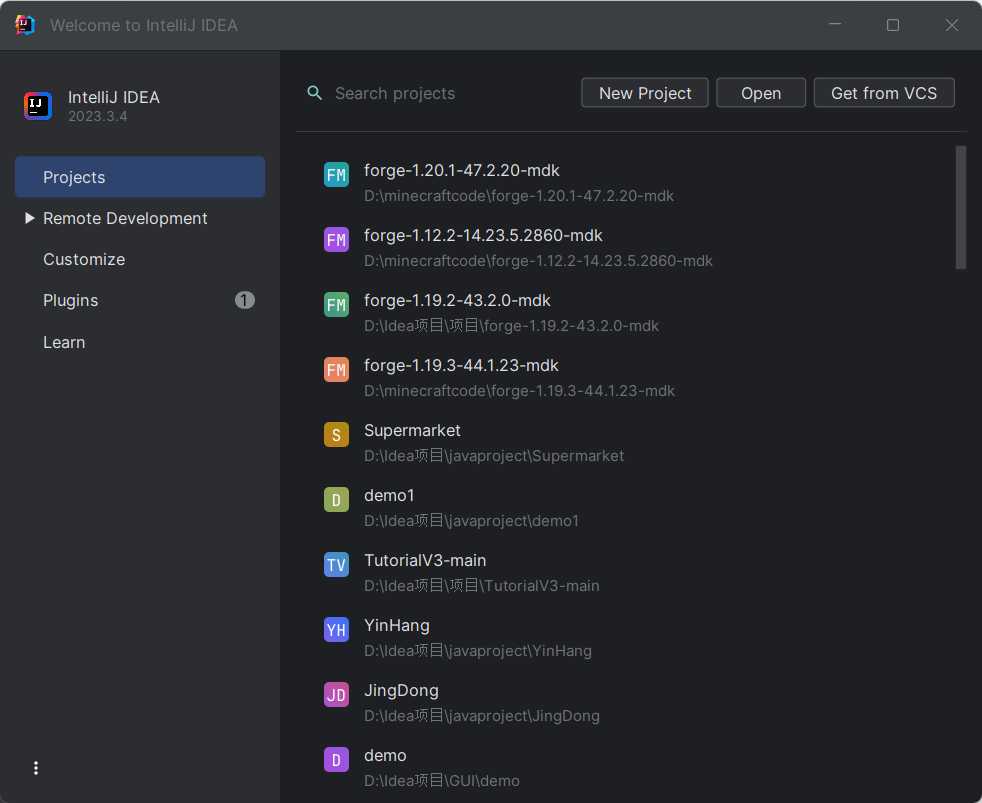 Welcome to IntelliJ IDEA
IntelliJ IDEA
2023.3.4
Projects
Remote Development
Customize
Plugins 1
Learn
Search projects New Project Open Get from VCS
FM forge-1.20.1-47.2.20-mdk
D:\minecraftcode\forge-1.20.1-47.2.20-mdk
FM forge-1.12.2-14.23.5.2860-mdk
D:\minecraftcode\forge-1.12.2-14.23.5.2860-mdk
FM forge-1.19.2-43.2.0-mdk
D:\Idea项目\项目\forge-1.19.2-43.2.0-mdk
FM forge-1.19.3-44.1.23-mdk
D:\minecraftcode\forge-1.19.3-44.1.23-mdk
S Supermarket
D:\Idea项目\javaproject\Supermarket
D demo1
D:\Idea项目\javaproject\demo1
TV TutorialV3-main
D:\Idea项目\项目\TutorialV3-main
YH YinHang
D:\Idea项目\javaproject\YinHang
JD JingDong
D:\Idea项目\javaproject\JingDong
D demo
D:\Idea项目\GUI\demo